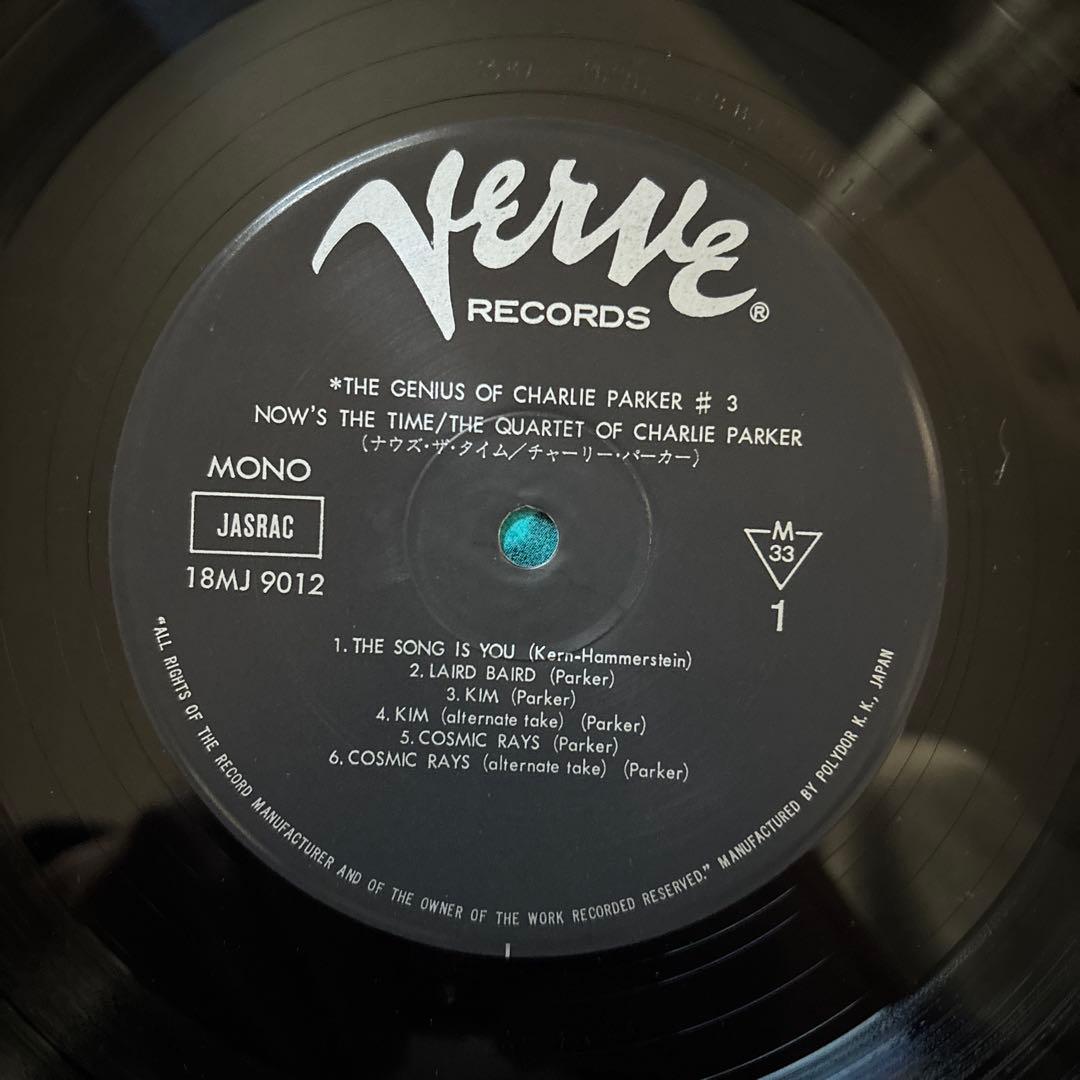 Verve
RECORDS ®
*THE GENIUS OF CHARLIE PARKER # 3
NOW'S THE TIME/THE QUARTET OF CHARLIE PARKER
(ナウズ・ザ・タイム/チャーリー・パーカー)
MONO
JASRAC
18MJ 9012
M
33
1
1. THE SONG IS YOU (Kern-Hammerstein)
2. LAIRD BAIRD (Parker)
3. KIM (Parker)
4. KIM (alternate take) (Parker)
5. COSMIC RAYS (Parker)
6. COSMIC RAYS (alternate take) (Parker)
"ALL RIGHTS OF THE RECORD MANUFACTURER AND OF THE OWNER OF THE WORK RECORDED RESERVED." MANUFACTURED BY POLYDOR K. K., JAPAN